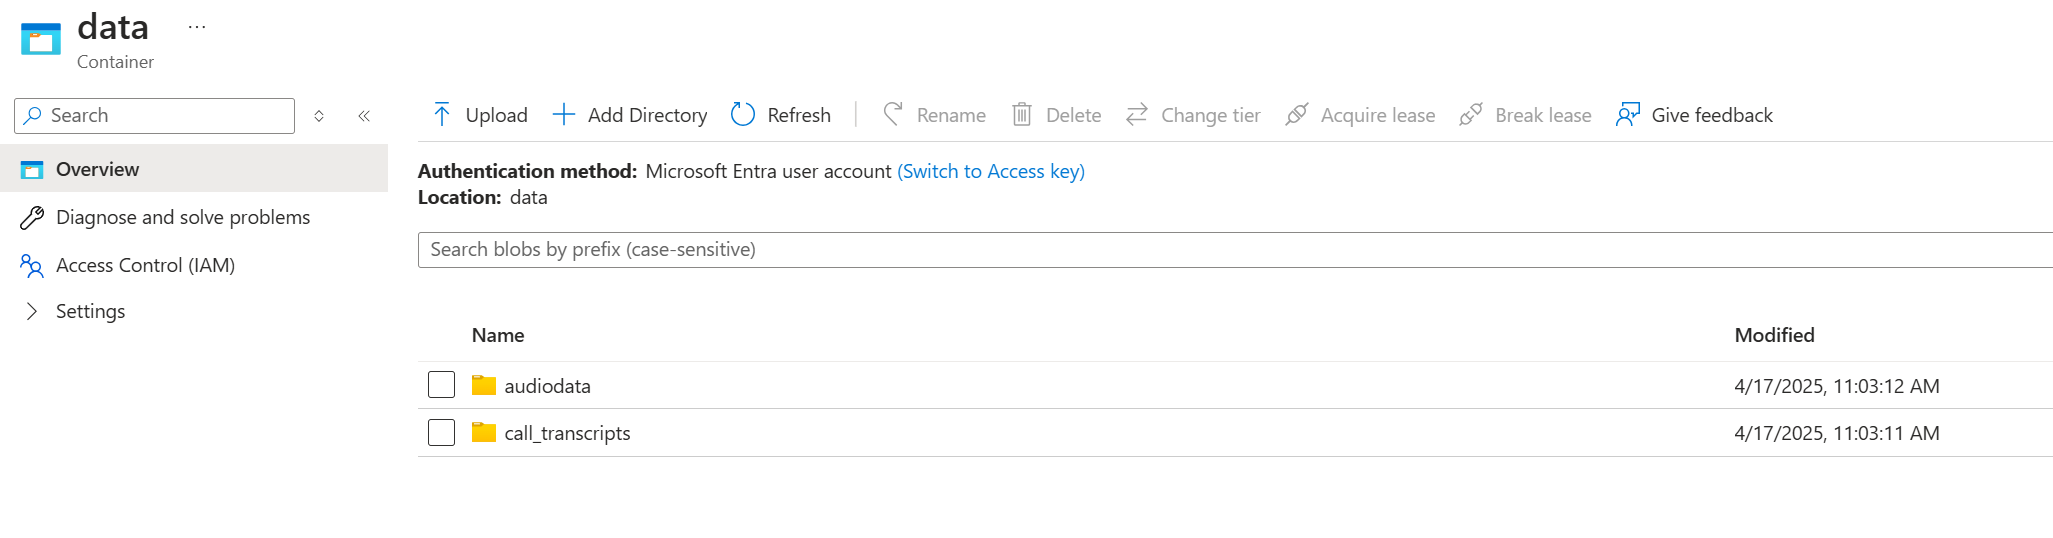 data ...
Container
Search
Upload Add Directory Refresh Rename Delete Change tier Acquire lease Break lease Give feedback
Overview
Diagnose and solve problems
Access Control (IAM)
Settings
Authentication method: Microsoft Entra user account (Switch to Access key)
Location: data
Search blobs by prefix (case-sensitive)
Name Modified
audiodata 4/17/2025, 11:03:12 AM
call_transcripts 4/17/2025, 11:03:11 AM